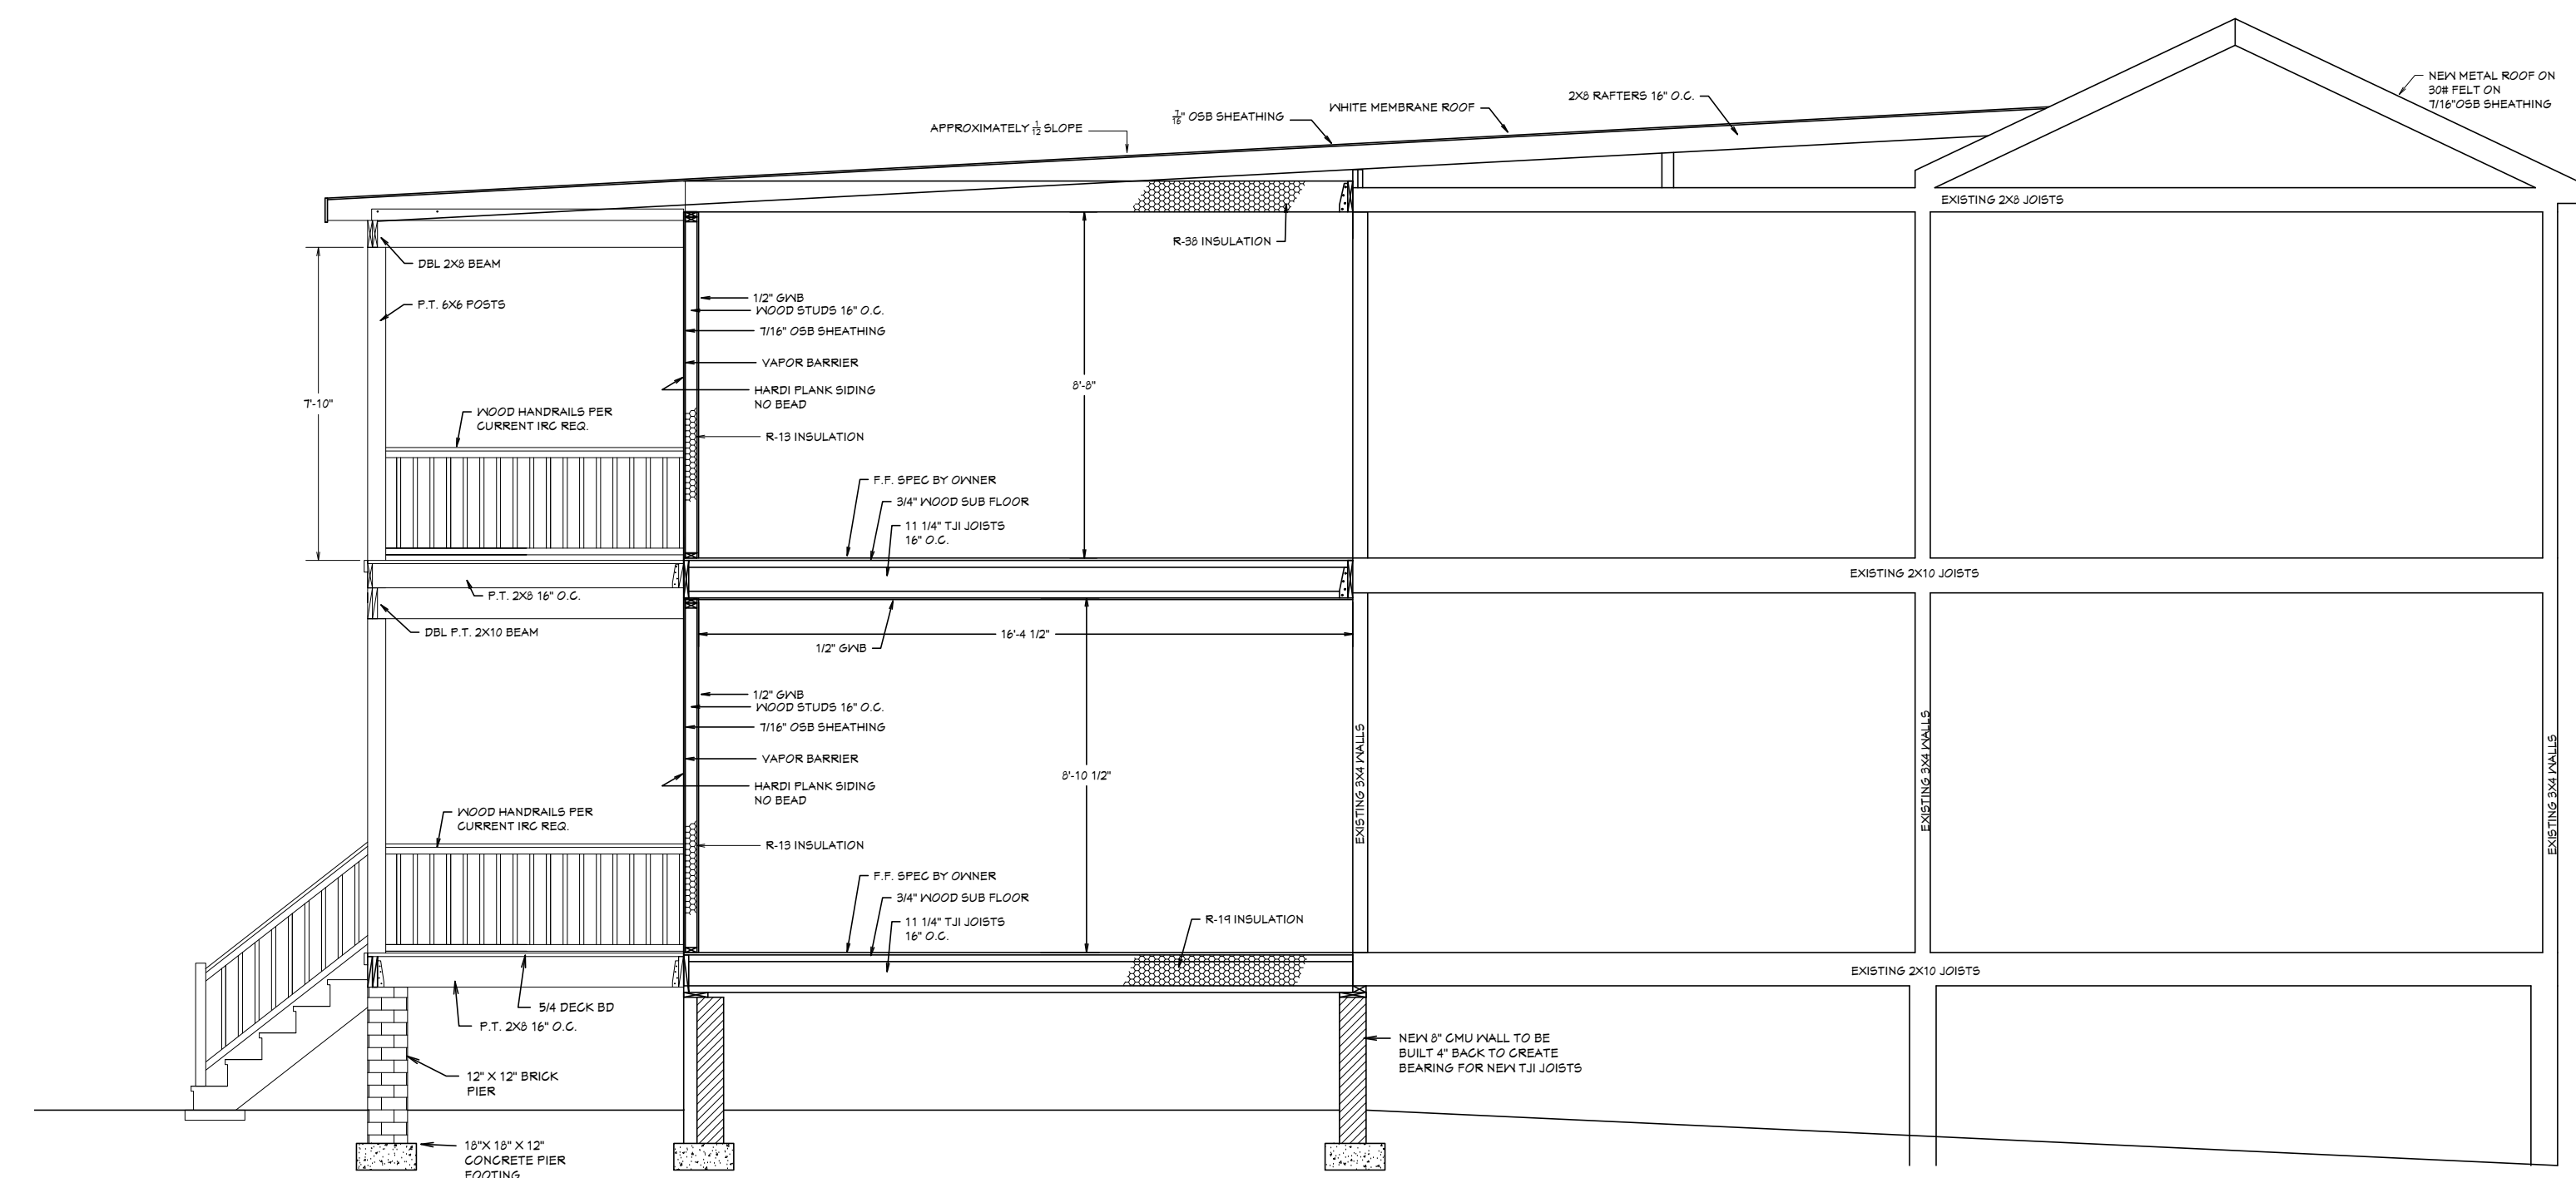 NEW METAL ROOF ON
30# FELT ON
7/16"OSB SHEATHING
2X8 RAFTERS 16" O.C.
WHITE MEMBRANE ROOF
7/16" OSB SHEATHING
APPROXIMATELY 1/12 SLOPE
EXISTING 2X8 JOISTS
R-38 INSULATION
DBL 2X8 BEAM
P.T. 6X6 POSTS
1/2" GWB
WOOD STUDS 16" O.C.
7/16" OSB SHEATHING
VAPOR BARRIER
HARDI PLANK SIDING
NO BEAD
8'-8"
7'-10"
WOOD HANDRAILS PER
CURRENT IRC REQ.
R-13 INSULATION
F.F. SPEC BY OWNER
3/4" WOOD SUB FLOOR
11 1/4" TJI JOISTS
16" O.C.
EXISTING 2X10 JOISTS
P.T. 2X8 16" O.C.
DBL P.T. 2X10 BEAM
16'-4 1/2"
1/2" GWB
1/2" GWB
WOOD STUDS 16" O.C.
7/16" OSB SHEATHING
VAPOR BARRIER
HARDI PLANK SIDING
NO BEAD
8'-10 1/2"
EXISTING 3X4 WALLS
EXISTING 3X4 WALLS
EXISTING 3X4 WALLS
WOOD HANDRAILS PER
CURRENT IRC REQ.
R-13 INSULATION
F.F. SPEC BY OWNER
3/4" WOOD SUB FLOOR
11 1/4" TJI JOISTS
16" O.C.
R-19 INSULATION
EXISTING 2X10 JOISTS
5/4 DECK BD
P.T. 2X8 16" O.C.
NEW 8" CMU WALL TO BE
BUILT 4" BACK TO CREATE
BEARING FOR NEW TJI JOISTS
12" X 12" BRICK
PIER
18"X 18" X 12"
CONCRETE PIER
FOOTING